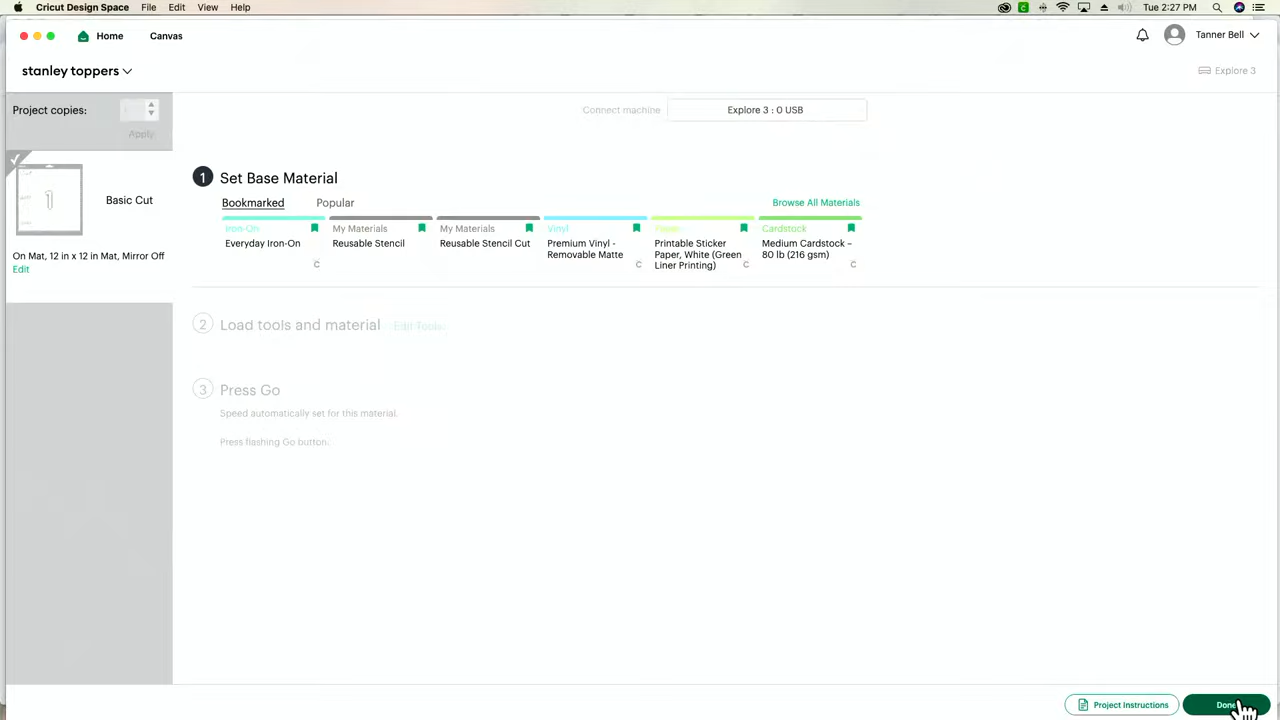 Cricut Design Space File Edit View Help Tue 2:27 PM
Home Canvas Tanner Bell
stanley toppers Explore 3
Project copies: Connect machine Explore 3 : 0 USB
Apply
1 Set Base Material
Basic Cut Bookmarked Popular Browse All Materials
Iron-On My Materials My Materials Vinyl Cardstock
Everyday Iron-On Reusable Stencil Reusable Stencil Cut Premium Vinyl - Printable Sticker Medium Cardstock –
On Mat, 12 in x 12 in Mat, Mirror Off Removable Matte Paper, White (Green 80 lb (216 gsm)
Edit C C Liner Printing) C C
2 Load tools and material Edit Tools
3 Press Go
Speed automatically set for this material.
Press flashing Go button.
Project Instructions Done